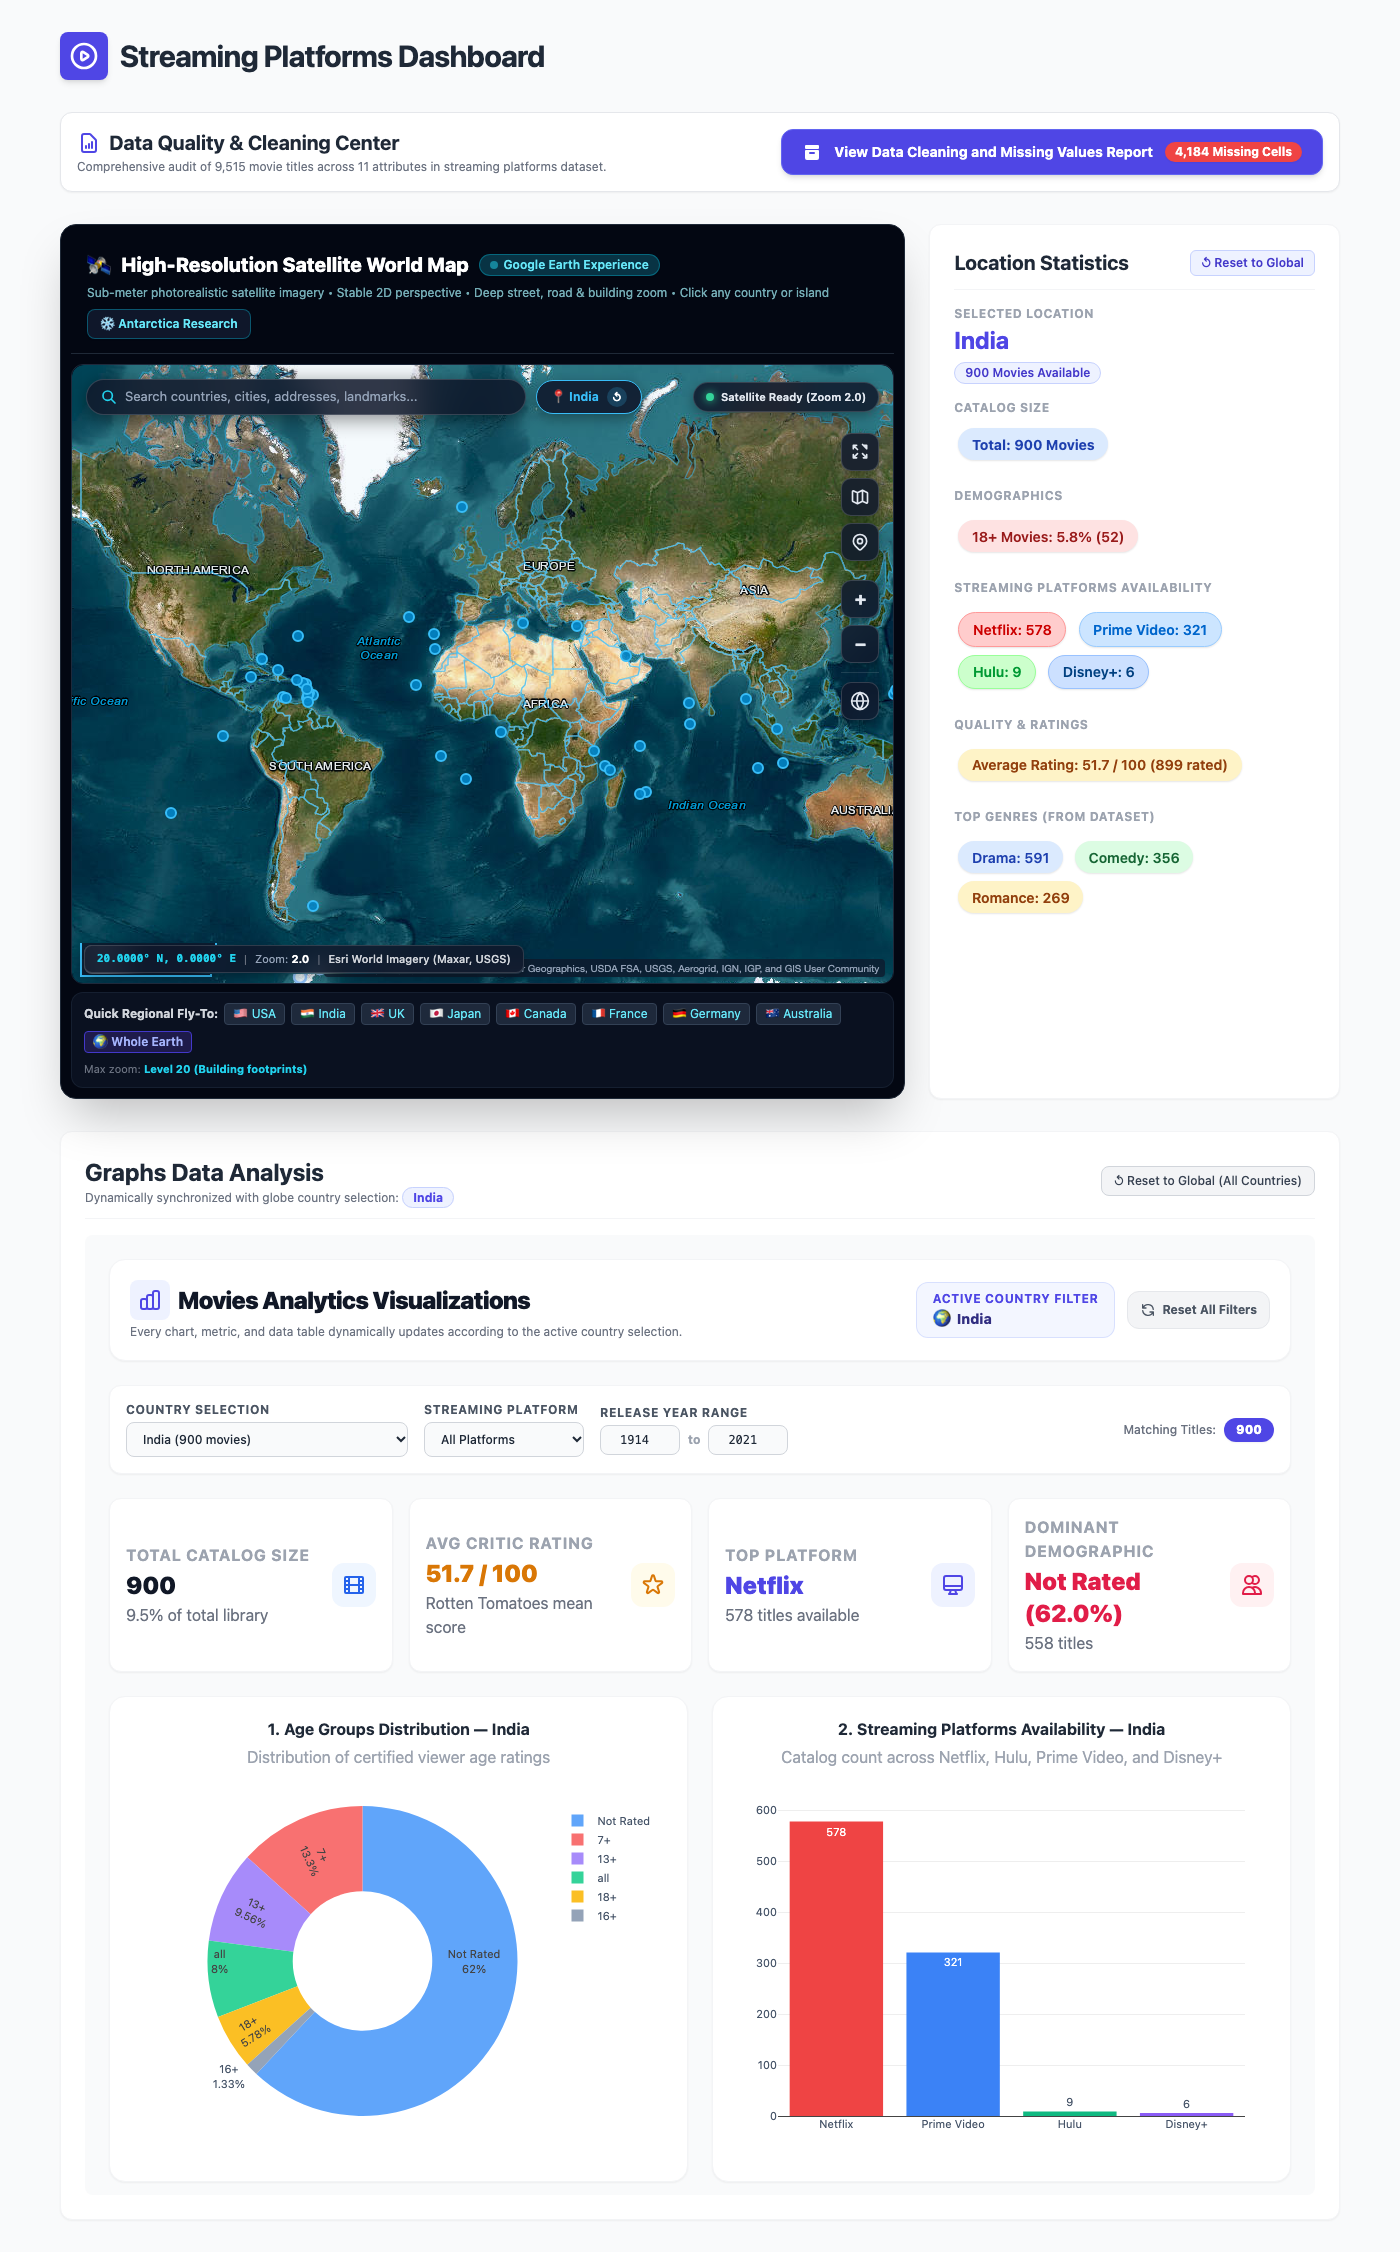 Streaming Platforms Dashboard
Data Quality & Cleaning Center
Comprehensive audit of 9,515 movie titles across 11 attributes in streaming platforms dataset.
View Data Cleaning and Missing Values Report
4,184 Missing Cells
High-Resolution Satellite World Map
Google Earth Experience
Sub-meter photorealistic satellite imagery • Stable 2D perspective • Deep street, road & building zoom • Click any country or island
Antarctica Research
Search countries, cities, addresses, landmarks...
India
Satellite Ready (Zoom 2.0)
NORTH AMERICA
EUROPE
ASIA
Atlantic
Ocean
fic Ocean
AFRICA
SOUTH AMERICA
Indian Ocean
AUSTRALI
20.0000° N, 0.0000° E | Zoom: 2.0 | Esri World Imagery (Maxar, USGS)
Geographics, USDA FSA, USGS, Aerogrid, IGN, IGP, and GIS User Community
Quick Regional Fly-To:
USA
India
UK
Japan
Canada
France
Germany
Australia
Whole Earth
Max zoom: Level 20 (Building footprints)
Location Statistics
Reset to Global
SELECTED LOCATION
India
900 Movies Available
CATALOG SIZE
Total: 900 Movies
DEMOGRAPHICS
18+ Movies: 5.8% (52)
STREAMING PLATFORMS AVAILABILITY
Netflix: 578
Prime Video: 321
Hulu: 9
Disney+: 6
QUALITY & RATINGS
Average Rating: 51.7 / 100 (899 rated)
TOP GENRES (FROM DATASET)
Drama: 591
Comedy: 356
Romance: 269
Graphs Data Analysis
Dynamically synchronized with globe country selection: India
Reset to Global (All Countries)
Movies Analytics Visualizations
Every chart, metric, and data table dynamically updates according to the active country selection.
ACTIVE COUNTRY FILTER
India
Reset All Filters
COUNTRY SELECTION
India (900 movies)
STREAMING PLATFORM
All Platforms
RELEASE YEAR RANGE
1914 to 2021
Matching Titles: 900
TOTAL CATALOG SIZE
900
9.5% of total library
AVG CRITIC RATING
51.7 / 100
Rotten Tomatoes mean
score
TOP PLATFORM
Netflix
578 titles available
DOMINANT
DEMOGRAPHIC
Not Rated
(62.0%)
558 titles
1. Age Groups Distribution — India
Distribution of certified viewer age ratings
Not Rated
62%
7+
13.3%
13+
9.56%
all
8%
18+
5.78%
16+
1.33%
Not Rated
7+
13+
all
18+
16+
2. Streaming Platforms Availability — India
Catalog count across Netflix, Hulu, Prime Video, and Disney+
600
500
400
300
200
100
0
578
321
9
6
Netflix
Prime Video
Hulu
Disney+